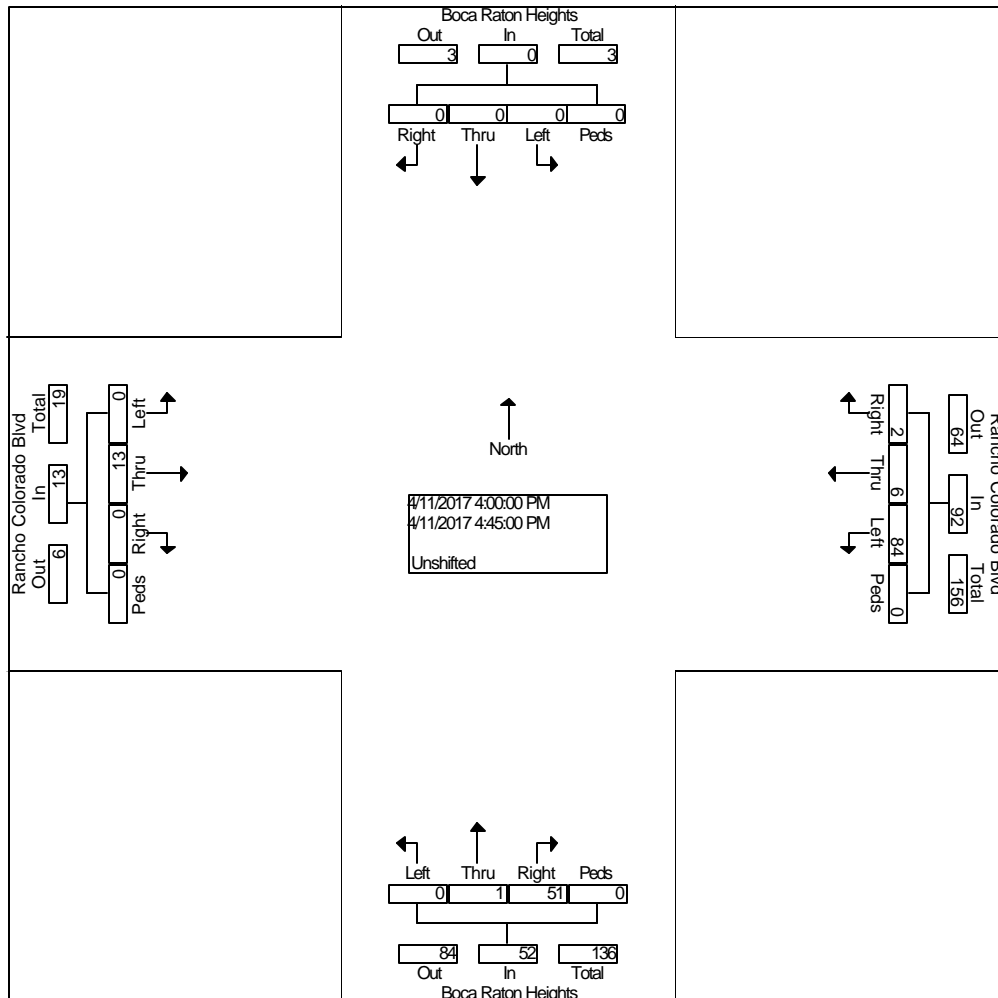 Boca Raton Heights
Out In Total
3 0 3
0 0 0 0
Right Thru Left Peds
Rancho Colorado Blvd
Total In Out
19 13 6
0 13 0 0
Left Thru Right Peds
North
4/11/2017 4:00:00 PM
4/11/2017 4:45:00 PM
Unshifted
Right Thru Left Peds
2 6 84 0
64 92 156
Out In Total
Rancho Colorado Blvd
Left Thru Right Peds
0 1 51 0
84 52 136
Out In Total
Boca Raton Heights